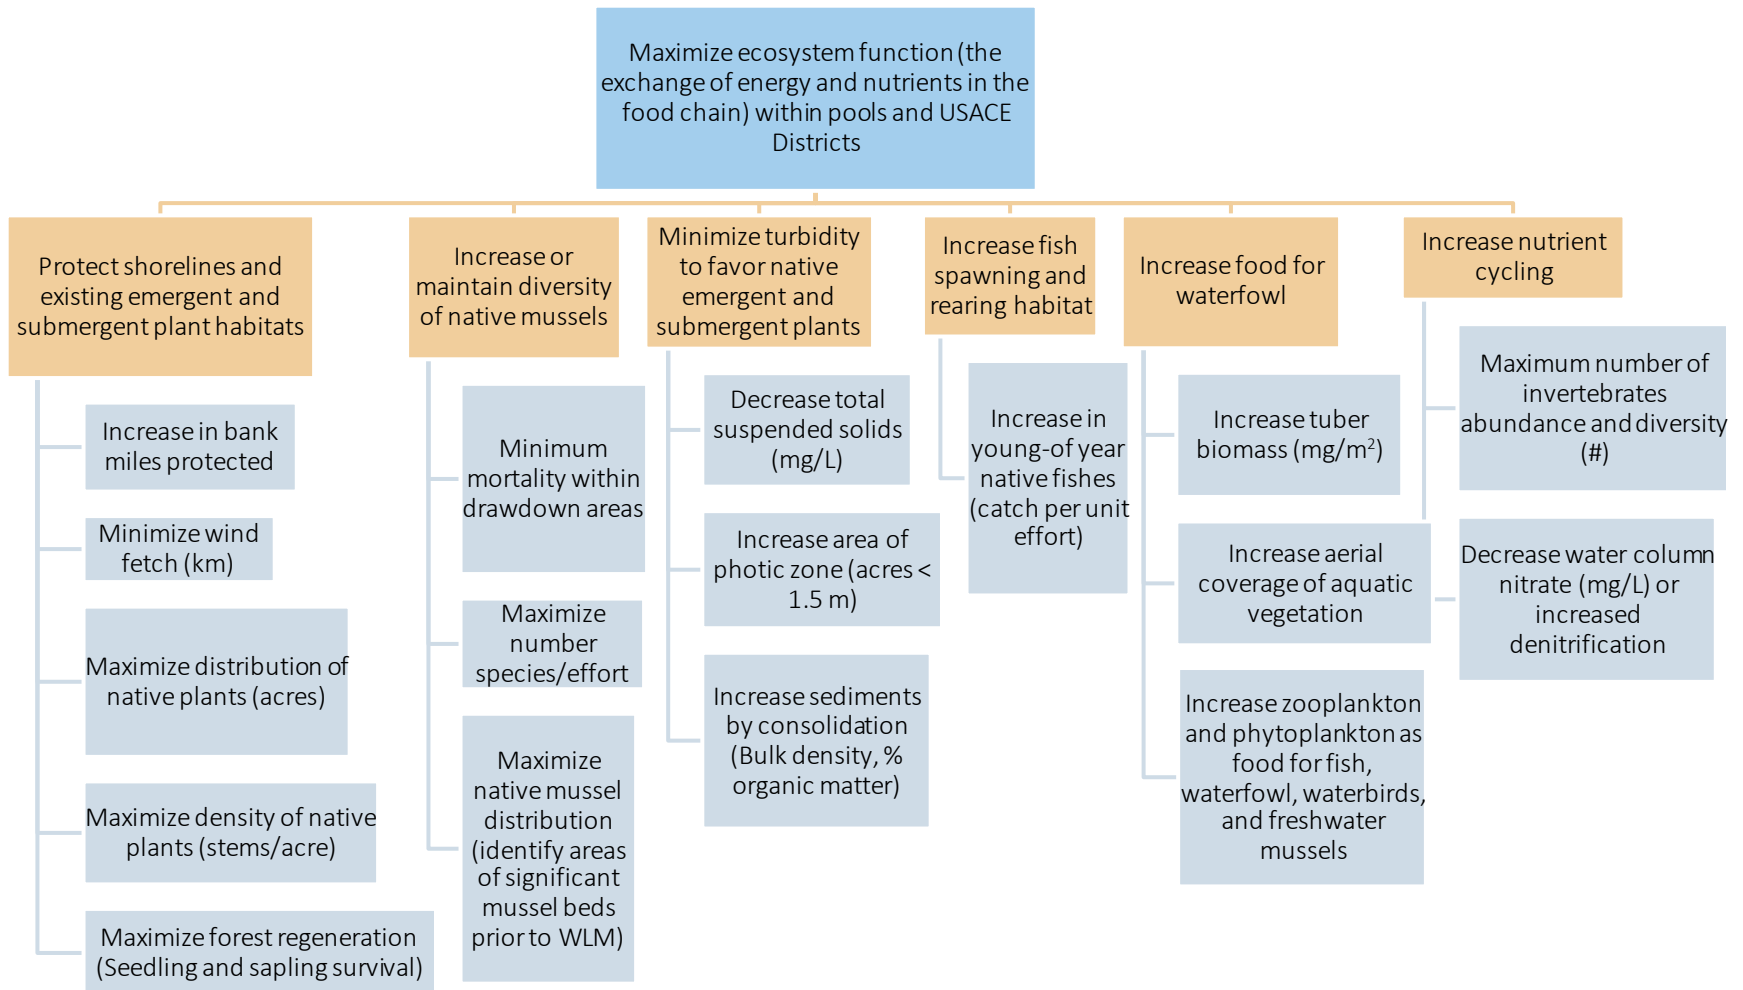 Maximize ecosystem function (the
exchange of energy and nutrients in the
food chain) within pools and USACE
Districts
Protect shorelines and
existing emergent and
submergent plant habitats
Increase in bank
miles protected
Minimize wind
fetch (km)
Maximize distribution of
native plants (acres)
Maximize density of native
plants (stems/acre)
Maximize forest regeneration
(Seedling and sapling survival)
Increase or
maintain diversity
of native mussels
Minimum
mortality within
drawdown areas
Maximize
number
species/effort
Maximize
native mussel
distribution
(identify areas
of significant
mussel beds
prior to WLM)
Minimize turbidity
to favor native
emergent and
submergent plants
Decrease total
suspended solids
(mg/L)
Increase area of
photic zone (acres <
1.5 m)
Increase sediments
by consolidation
(Bulk density, %
organic matter)
Increase fish
spawning and
rearing habitat
Increase in
young-of year
native fishes
(catch per unit
effort)
Increase food for
waterfowl
Increase tuber
biomass (mg/m²)
Increase aerial
coverage of aquatic
vegetation
Increase zooplankton
and phytoplankton as
food for fish,
waterfowl, waterbirds,
and freshwater
mussels
Increase nutrient
cycling
Maximum number of
invertebrates
abundance and diversity
(#)
Decrease water column
nitrate (mg/L) or
increased
denitrification